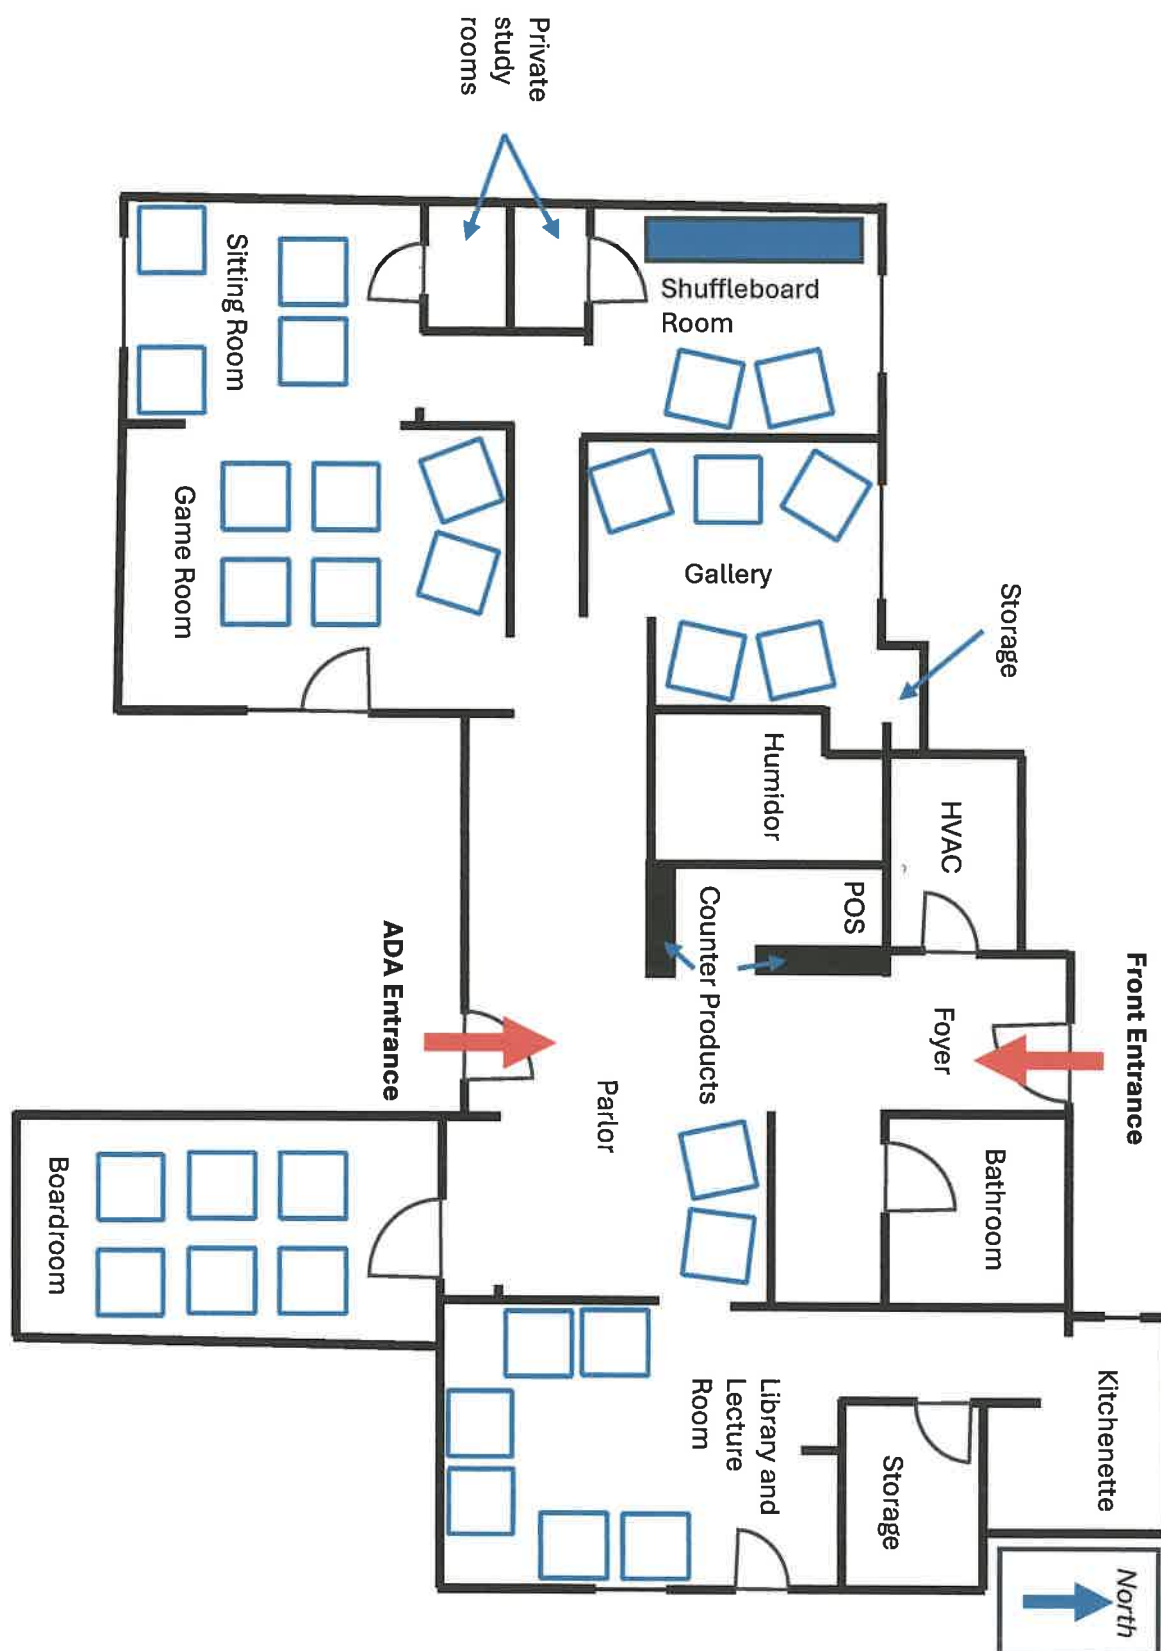 Private
study
rooms
Sitting Room
Shuffleboard
Room
Game Room
Gallery
Storage
Humidor
HVAC
POS
Counter Products
ADA Entrance
Front Entrance
Foyer
Parlor
Bathroom
Boardroom
Library and
Lecture
Room
Kitchenette
Storage
North